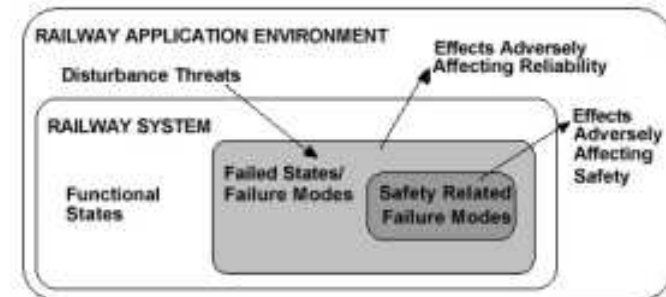 RAILWAY APPLICATION ENVIRONMENT
Disturbance Threats
Effects Adversely
Affecting Reliability
RAILWAY SYSTEM
Effects
Adversely
Affecting
Safety
Functional
States
Failed States/
Failure Modes
Safety Related
Failure Modes